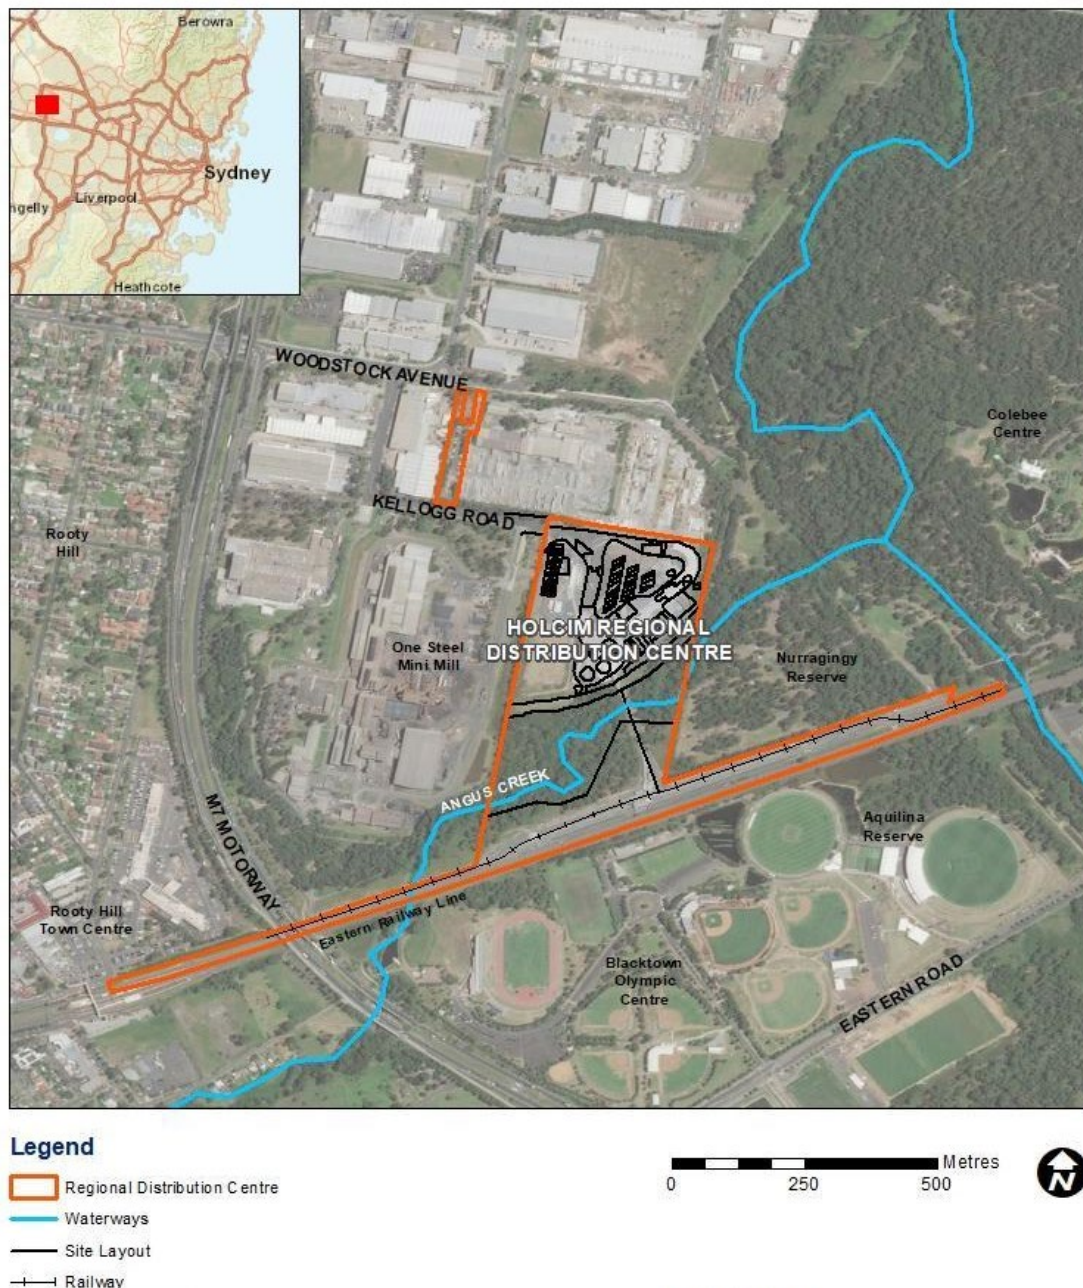 Berowra
Sydney
Liverpool
ngelly
Heathcote
WOODSTOCK AVENUE
Colebee
Centre
KELLOGG ROAD
Rooty
Hill
HOLCIM REGIONAL
DISTRIBUTION CENTRE
One Steel
Mini Mill
Nurragingy
Reserve
ANGUS CREEK
M7 MOTORWAY
Aquilina
Reserve
Rooty Hill
Town Centre
Eastern Railway Line
Blacktown
Olympic
Centre
EASTERN ROAD
Legend
Regional Distribution Centre
Waterways
Site Layout
Railway
Metres
0 250 500
N